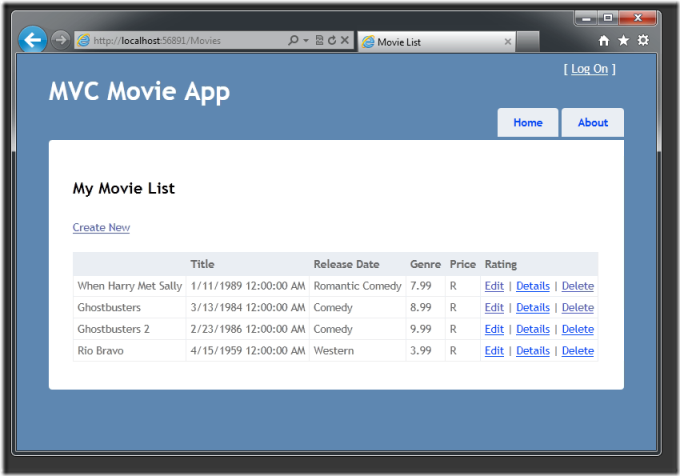 http://localhost:56891/Movies
Movie List
[ Log On ]
MVC Movie App
Home
About
My Movie List
Create New
Title Release Date Genre Price Rating
When Harry Met Sally 1/11/1989 12:00:00 AM Romantic Comedy 7.99 R Edit | Details | Delete
Ghostbusters 3/13/1984 12:00:00 AM Comedy 8.99 R Edit | Details | Delete
Ghostbusters 2 2/23/1986 12:00:00 AM Comedy 9.99 R Edit | Details | Delete
Rio Bravo 4/15/1959 12:00:00 AM Western 3.99 R Edit | Details | Delete